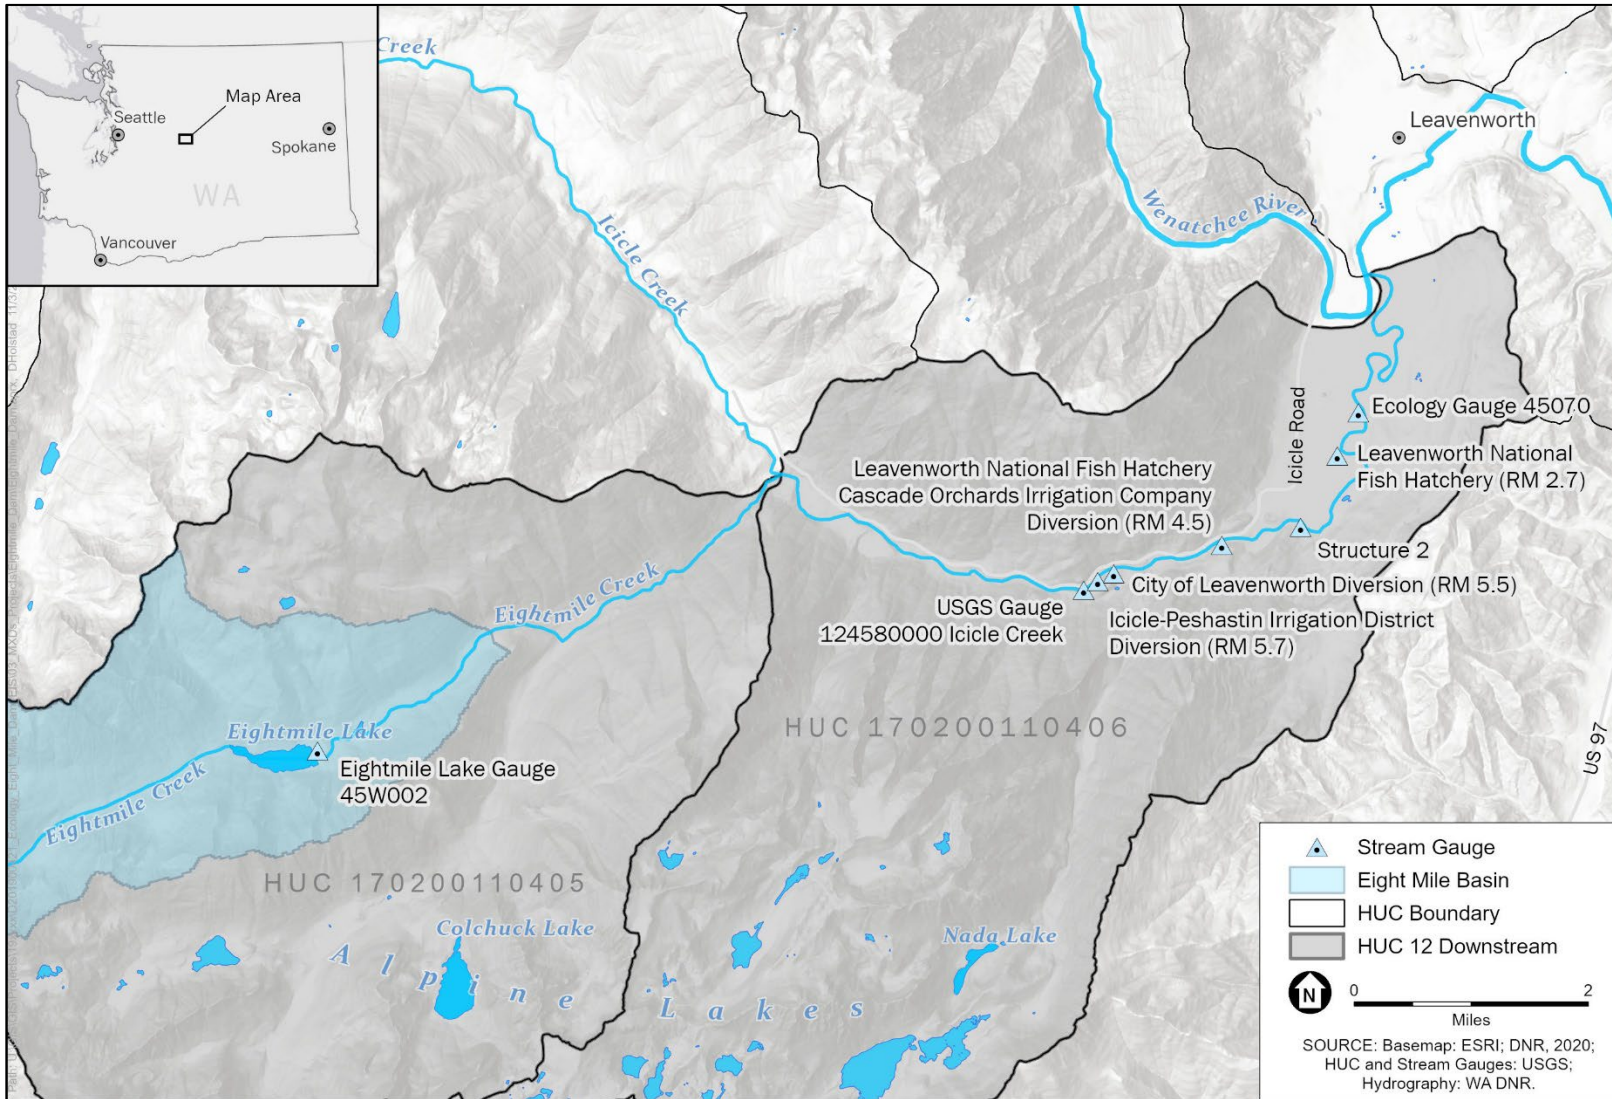 Seattle
Map Area
Spokane
WA
Vancouver
Creek
Icicle Creek
Wenatchee River
Leavenworth
Icicle Road
Ecology Gauge 45070
Leavenworth National
Fish Hatchery (RM 2.7)
Leavenworth National Fish Hatchery
Cascade Orchards Irrigation Company
Diversion (RM 4.5)
Structure 2
City of Leavenworth Diversion (RM 5.5)
USGS Gauge
124580000 Icicle Creek
Icicle-Peshastin Irrigation District
Diversion (RM 5.7)
Eightmile Creek
Eightmile Lake
Eightmile Lake Gauge
45W002
Eightmile Creek
HUC 170200110406
HUC 170200110405
US 97
Colchuck Lake
Nada Lake
Alpine Lakes
Stream Gauge
Eight Mile Basin
HUC Boundary
HUC 12 Downstream
N
0 2
Miles
SOURCE: Basemap: ESRI; DNR, 2020;
HUC and Stream Gauges: USGS;
Hydrography: WA DNR.